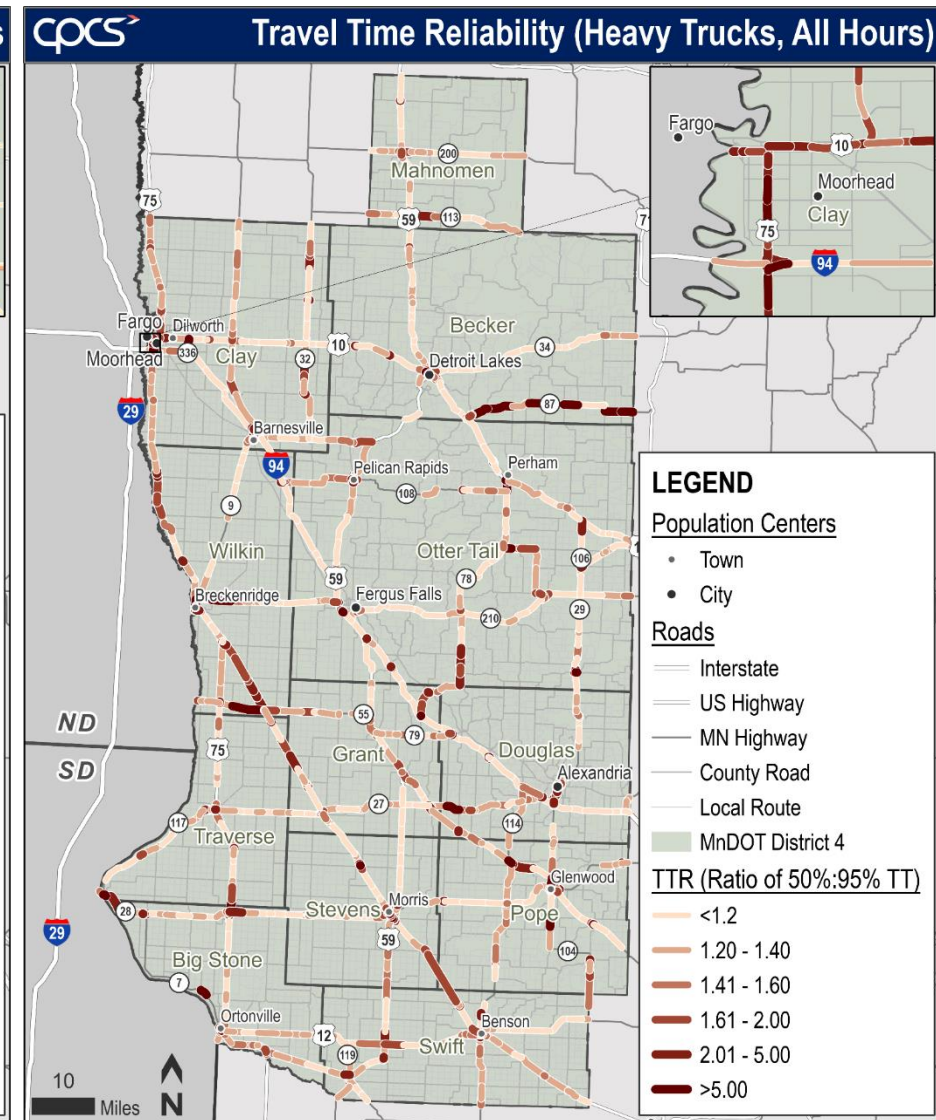 s
CPCS
Travel Time Reliability (Heavy Trucks, All Hours)
200
Mahnomen
75
59
113
71
Fargo
10
Moorhead
Clay
75
94
Fargo
Dilworth
Moorhead
336
Clay
32
10
Becker
34
Detroit Lakes
87
29
Barnesville
94
Pelican Rapids
Perham
108
9
Wilkin
Otter Tail
106
59
78
Breckenridge
Fergus Falls
210
29
ND
SD
55
75
79
Grant
Douglas
Alexandria
27
117
114
Traverse
Glenwood
28
Stevens
Morris
Pope
29
59
104
Big Stone
7
Ortonville
12
Benson
119
Swift
10
Miles
N
LEGEND
Population Centers
Town
City
Roads
Interstate
US Highway
MN Highway
County Road
Local Route
MnDOT District 4
TTR (Ratio of 50%:95% TT)
<1.2
1.20 - 1.40
1.41 - 1.60
1.61 - 2.00
2.01 - 5.00
>5.00